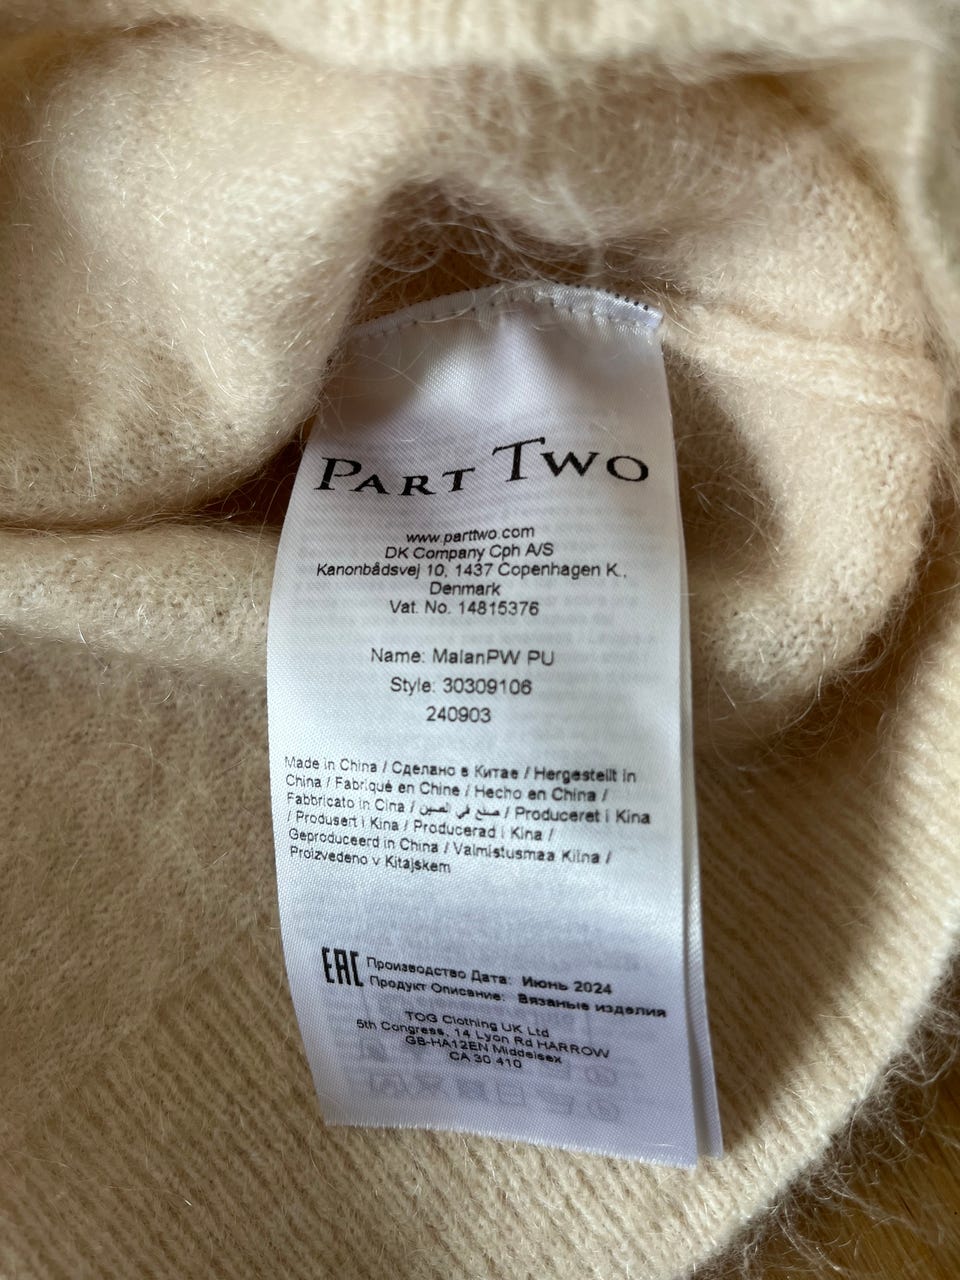 PART TWO
www.parttwo.com
DK Company Cph A/S
Kanonbådsvej 10, 1437 Copenhagen K.,
Denmark
Vat. No. 14815376
Name: MalanPW PU
Style: 30309106
240903
Made in China / Сделано в Китае / Hergestellt in
China / Fabriqué en Chine / Hecho en China /
Fabbricato in Cina / صنع في الصين / Produceret i Kina
/ Produsert i Kina / Producerad i Kina /
Geproduceerd in China / Valmistusmaa Kiina /
Proizvedeno v Kitajskem
EAC Производство Дата: Июнь 2024
Продукт Описание: Вязаные изделия
TOG Clothing UK Ltd
5th Congress, 14 Lyon Rd HARROW
GB-HA12EN Middelsex
CA 30 410